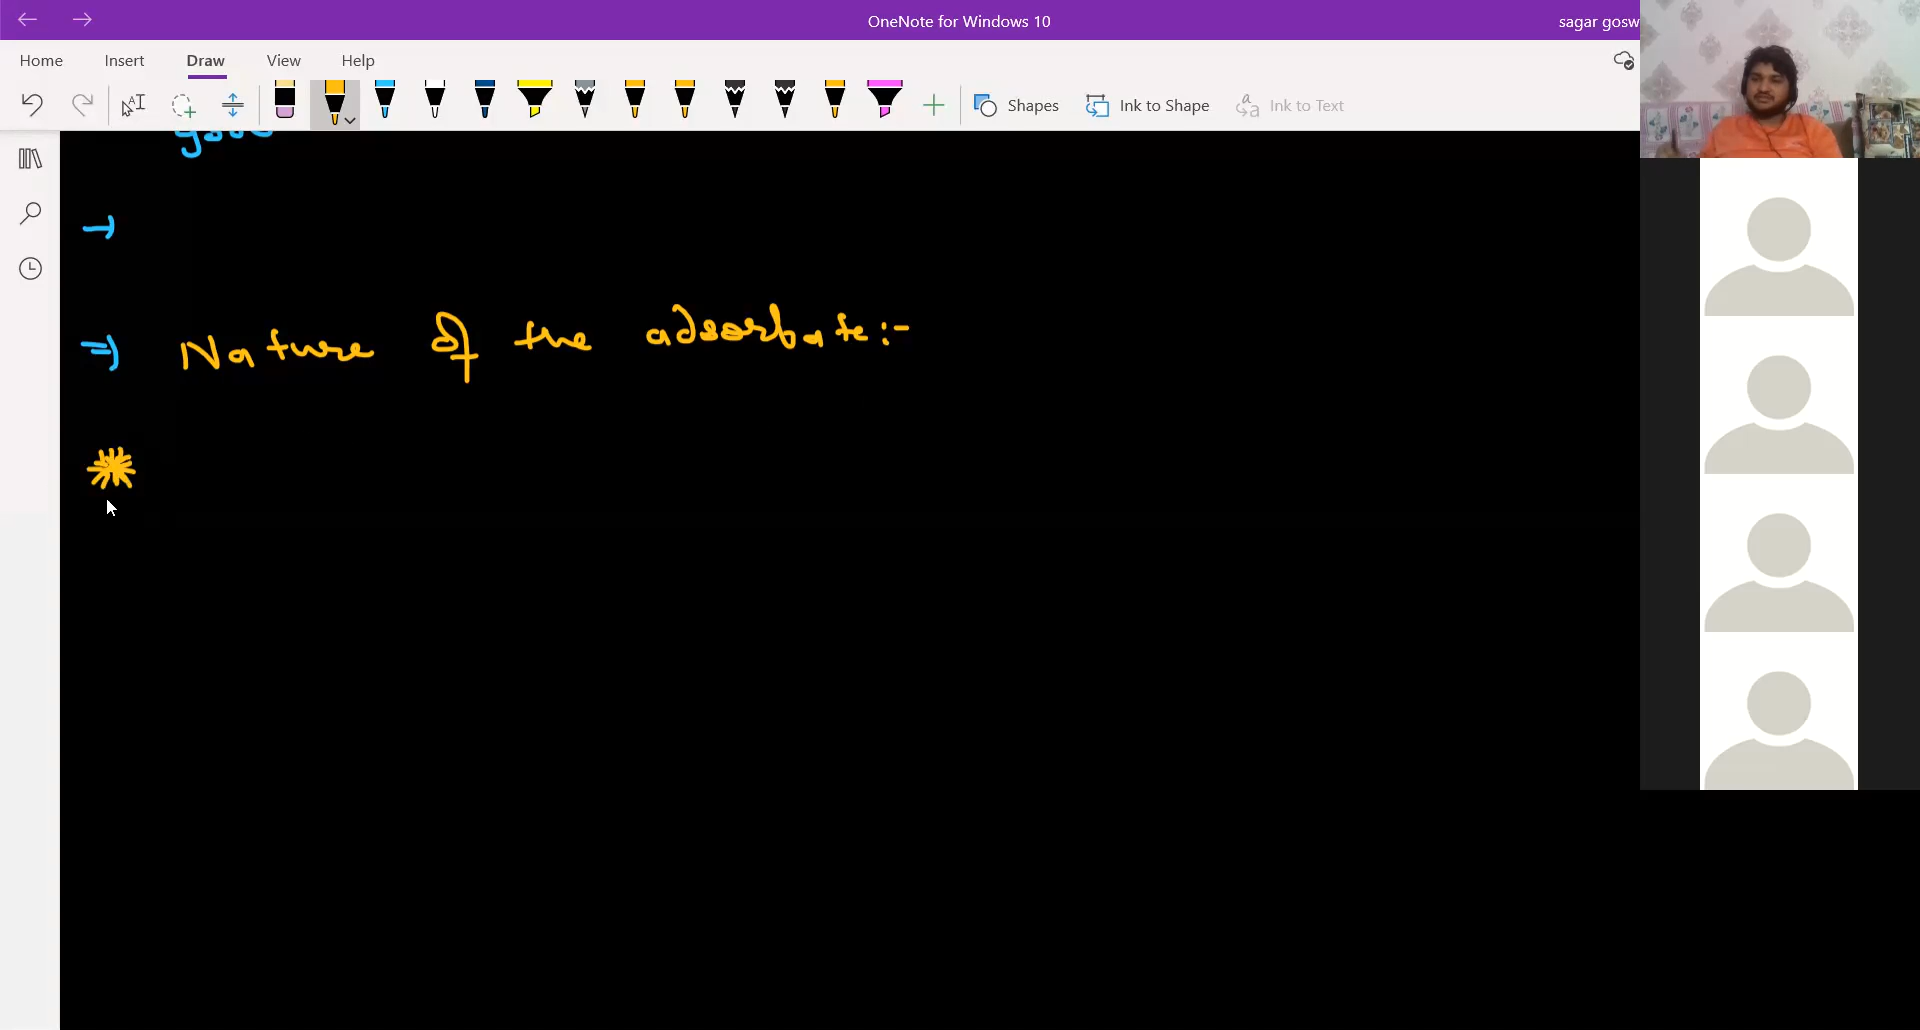 OneNote for Windows 10
sagar gosw
Home Insert Draw View Help
Shapes Ink to Shape Ink to Text
⇒ Nature of the adsorbate:-